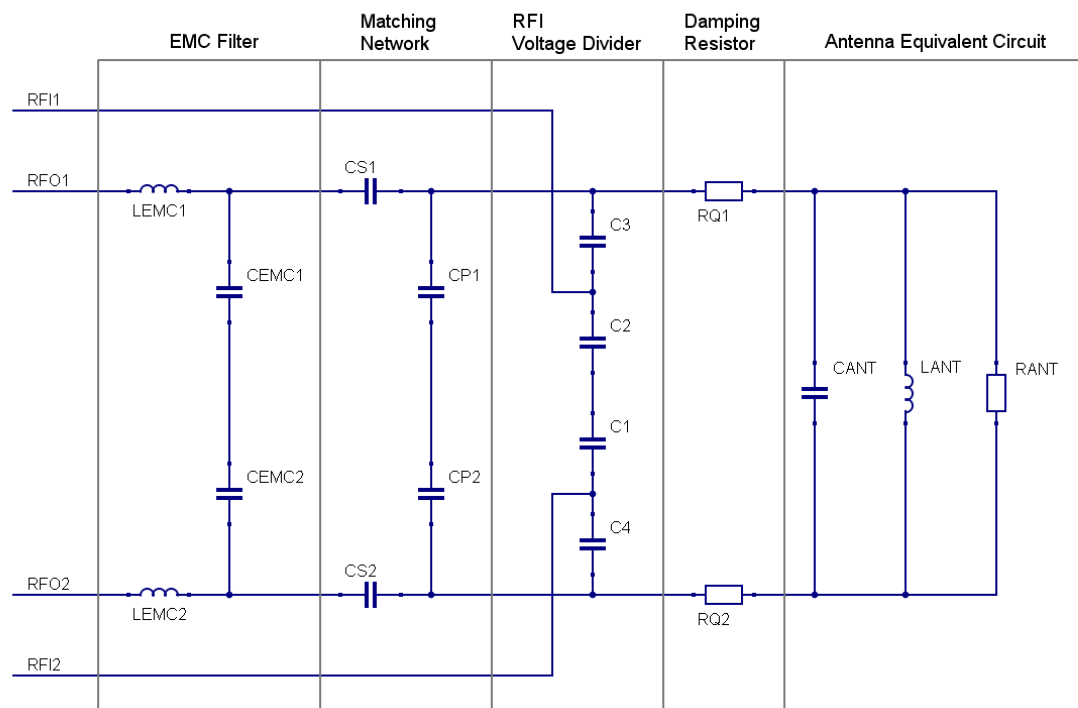 EMC Filter
Matching
Network
RFI
Voltage Divider
Damping
Resistor
Antenna Equivalent Circuit
RFI1
RFO1
LEMC1
CS1
C3
RQ1
CEMC1
CP1
C2
CANT
LANT
RANT
C1
CEMC2
CP2
C4
CS2
RFO2
LEMC2
RQ2
RFI2